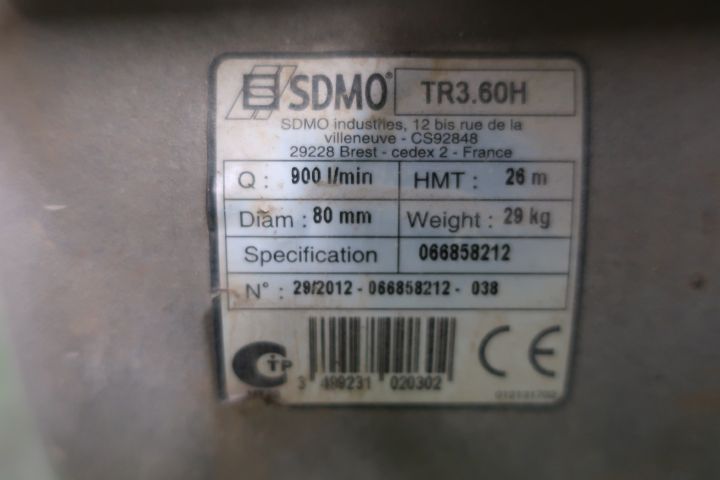 SDMO® TR3.60H
SDMO industries, 12 bis rue de la
villeneuve - CS92848
29228 Brest - cedex 2 - France
Q : 900 l/min HMT : 26 m
Diam : 80 mm Weight : 29 kg
Specification 066858212
N° : 29/2012 - 066858212 - 038
CE
3 499231 020302